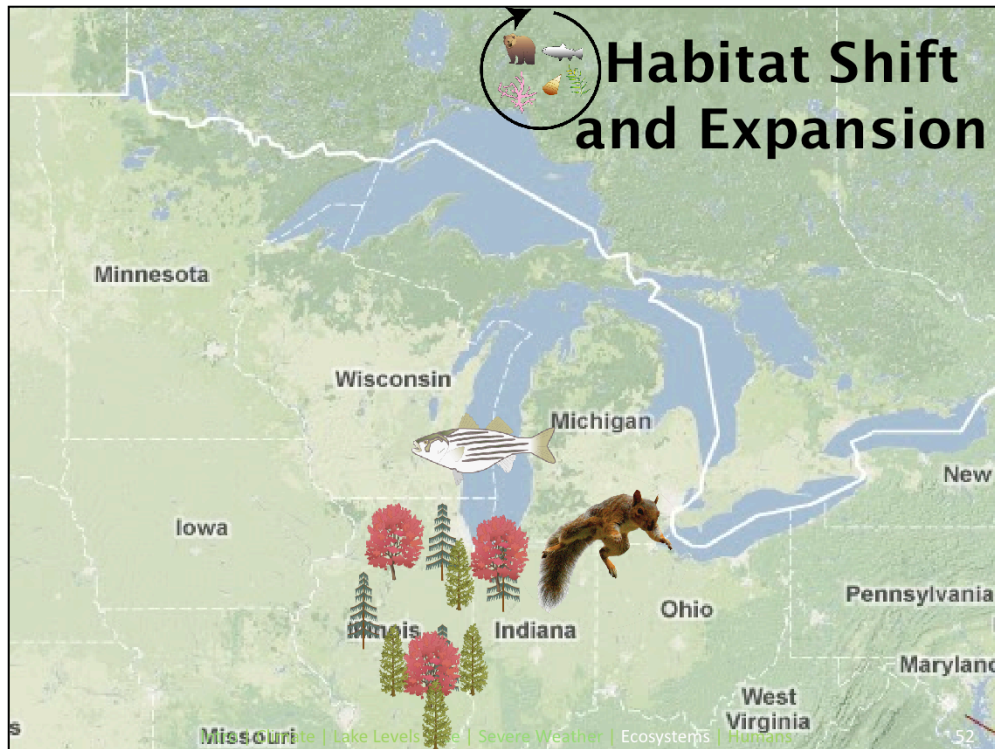 Habitat Shift
and Expansion
Minnesota
Wisconsin
Michigan
New
Iowa
Pennsylvania
Ohio
Indiana
Maryland
West
Virginia
Missouri
s
| Lake Levels | Severe Weather | Ecosystems | Humans
52